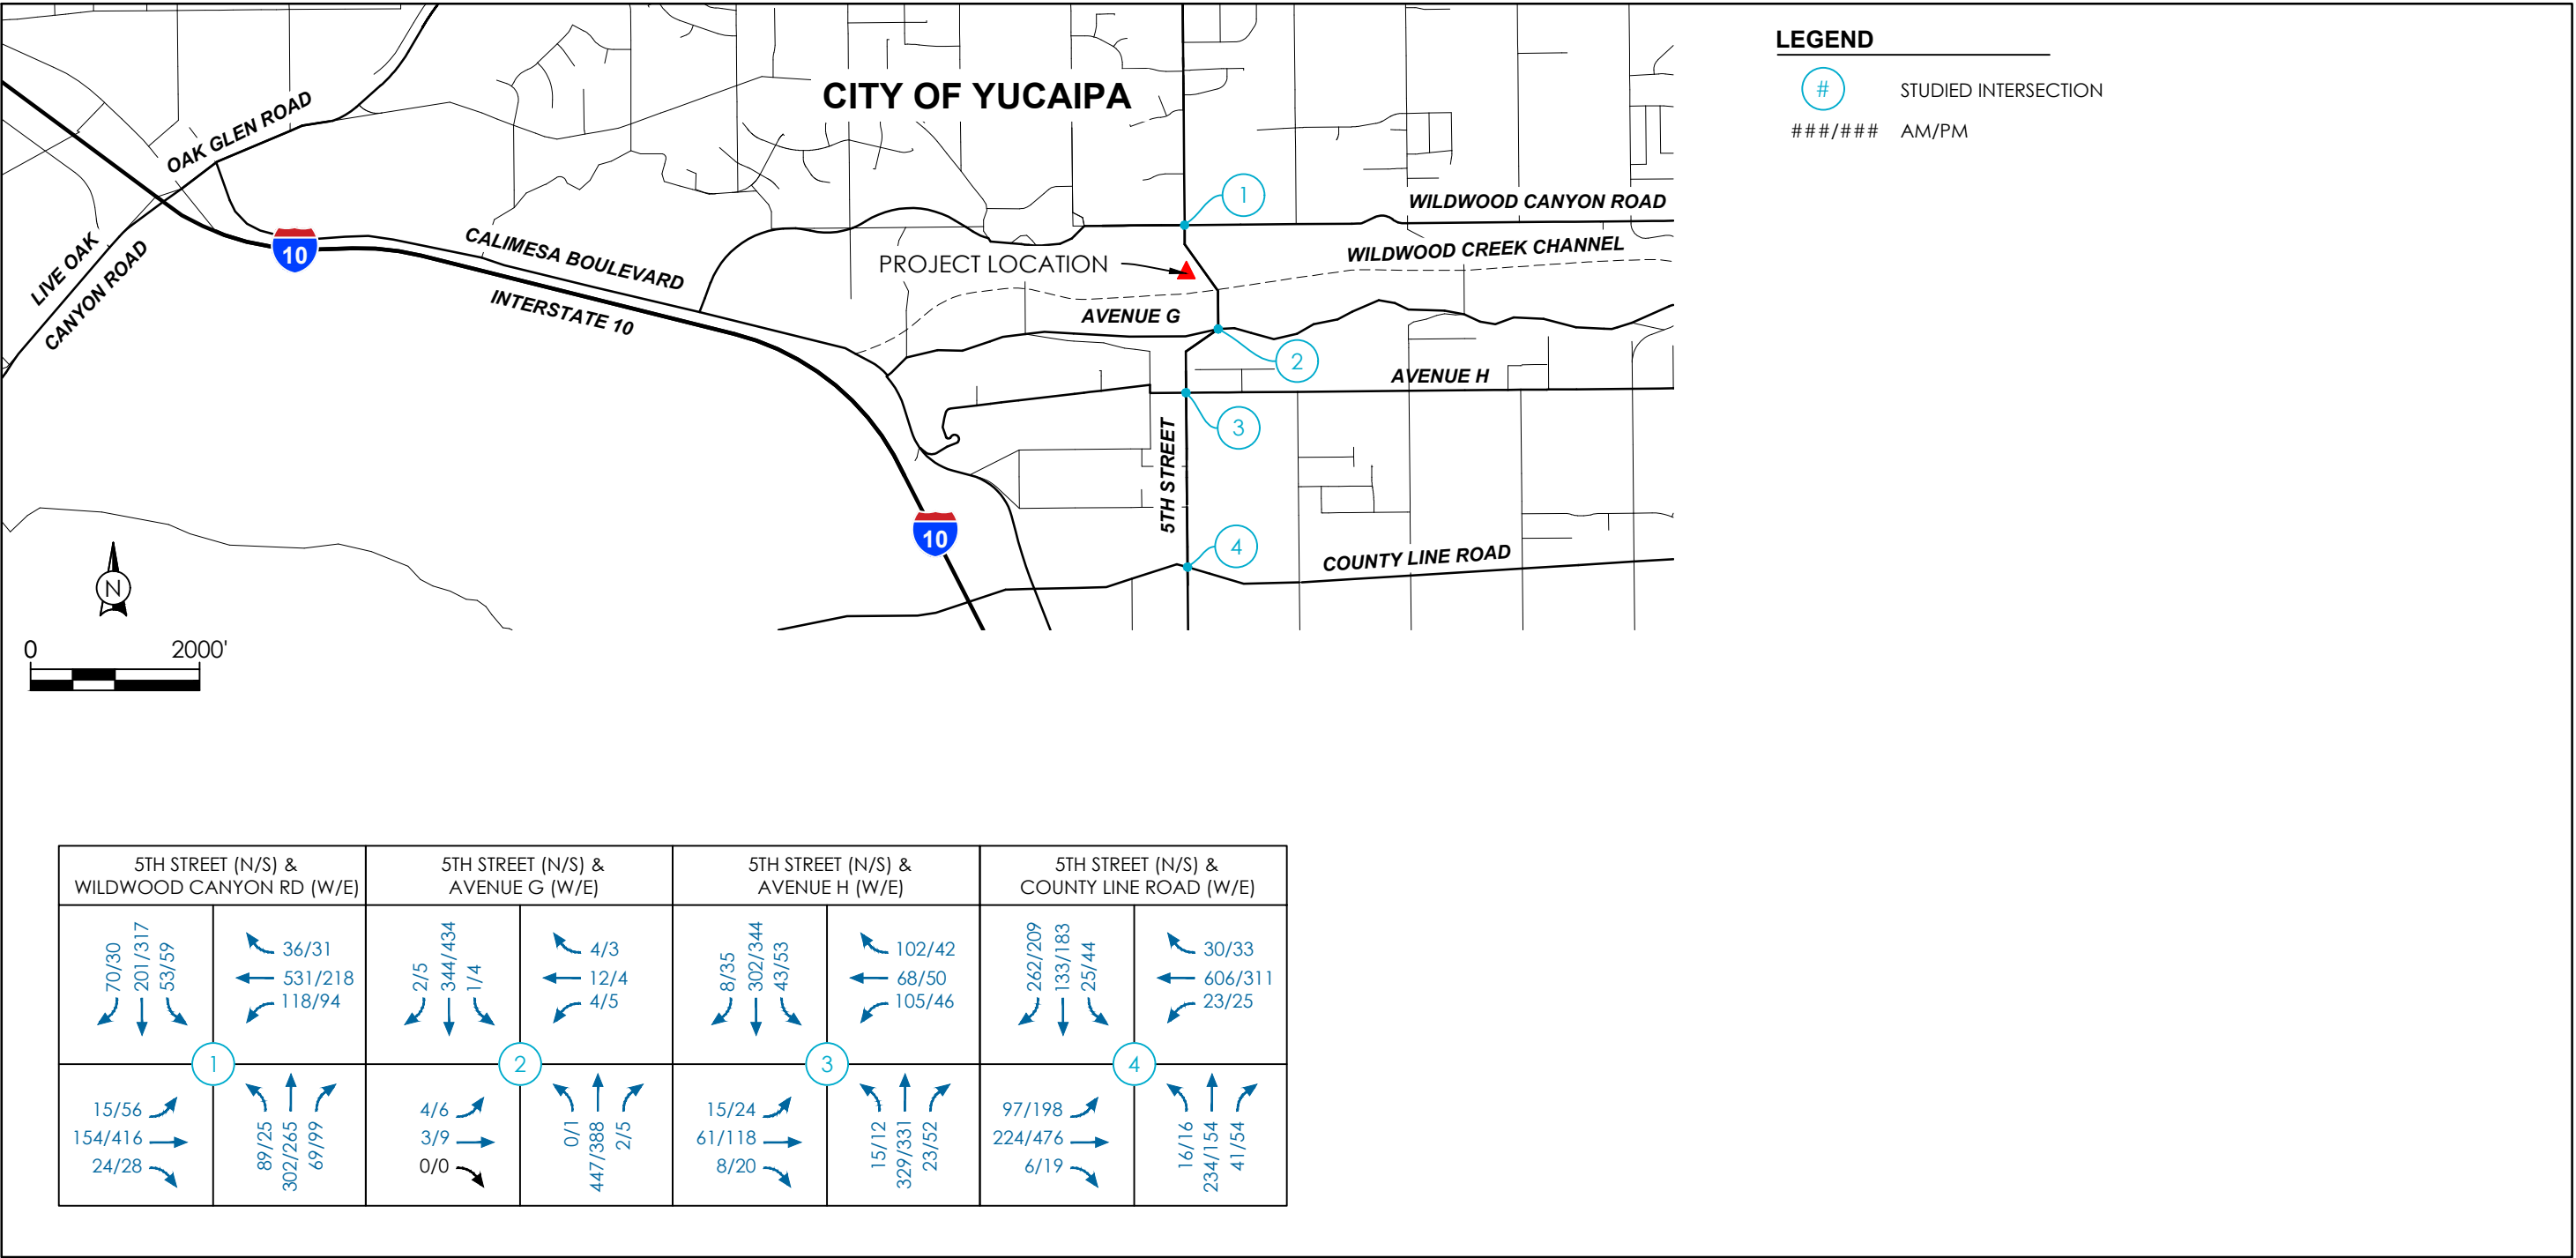 CITY OF YUCAIPA
LEGEND
#
STUDIED INTERSECTION
###/###
AM/PM
OAK GLEN ROAD
LIVE OAK
CANYON ROAD
10
CALIMESA BOULEVARD
INTERSTATE 10
PROJECT LOCATION
1
WILDWOOD CANYON ROAD
WILDWOOD CREEK CHANNEL
AVENUE G
2
AVENUE H
3
5TH STREET
10
4
COUNTY LINE ROAD
N
0
2000'
5TH STREET (N/S) &
WILDWOOD CANYON RD (W/E)
70/30
201/317
53/59
36/31
531/218
118/94
1
15/56
154/416
24/28
89/25
302/265
69/99
5TH STREET (N/S) &
AVENUE G (W/E)
2/5
344/434
1/4
4/3
12/4
4/5
2
4/6
3/9
0/0
0/1
447/388
2/5
5TH STREET (N/S) &
AVENUE H (W/E)
8/35
302/344
43/53
102/42
68/50
105/46
3
15/24
61/118
8/20
15/12
329/331
23/52
5TH STREET (N/S) &
COUNTY LINE ROAD (W/E)
262/209
133/183
25/44
30/33
606/311
23/25
4
97/198
224/476
6/19
16/16
234/154
41/54